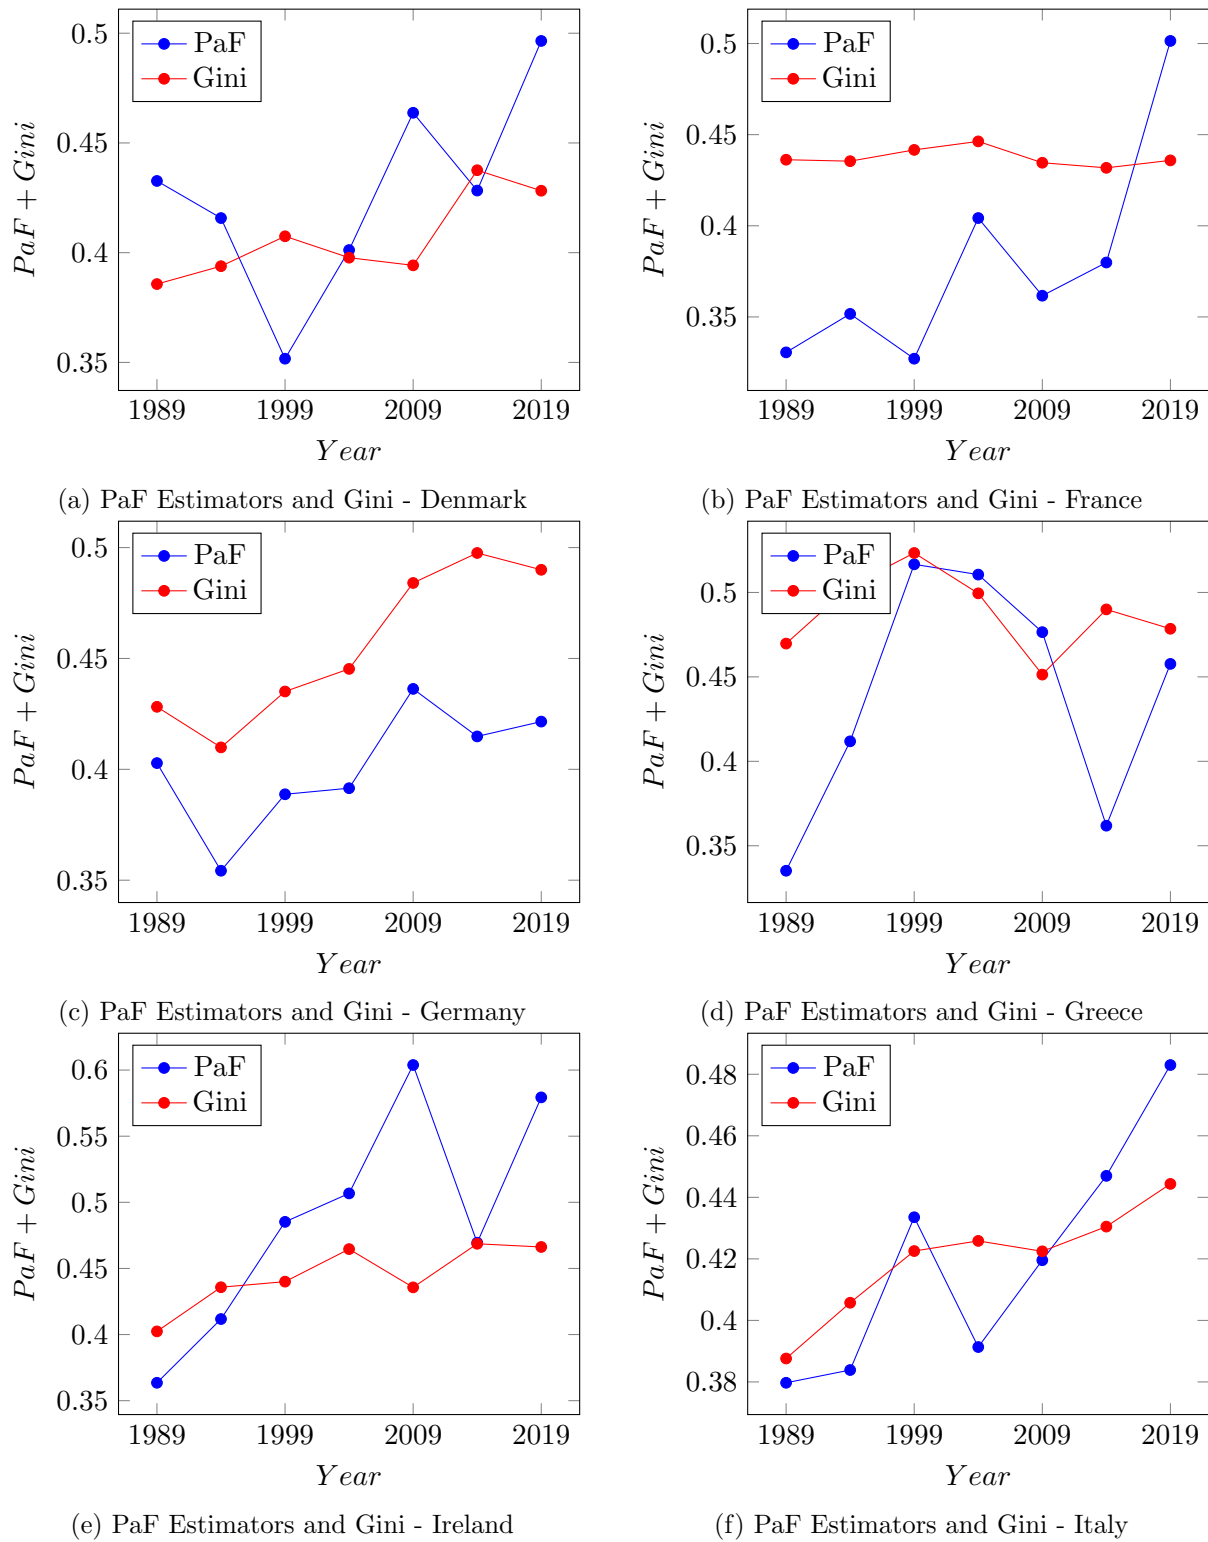 0.5
0.45
0.4
0.35
PaF + Gini
PaF
Gini
1989 1999 2009 2019
Year
(a) PaF Estimators and Gini - Denmark
0.5
0.45
0.4
0.35
PaF + Gini
PaF
Gini
1989 1999 2009 2019
Year
(b) PaF Estimators and Gini - France
0.5
0.45
0.4
0.35
PaF + Gini
PaF
Gini
1989 1999 2009 2019
Year
(c) PaF Estimators and Gini - Germany
0.5
0.45
0.4
0.35
PaF + Gini
PaF
Gini
1989 1999 2009 2019
Year
(d) PaF Estimators and Gini - Greece
0.6
0.55
0.5
0.45
0.4
0.35
PaF + Gini
PaF
Gini
1989 1999 2009 2019
Year
(e) PaF Estimators and Gini - Ireland
0.48
0.46
0.44
0.42
0.4
0.38
PaF + Gini
PaF
Gini
1989 1999 2009 2019
Year
(f) PaF Estimators and Gini - Italy